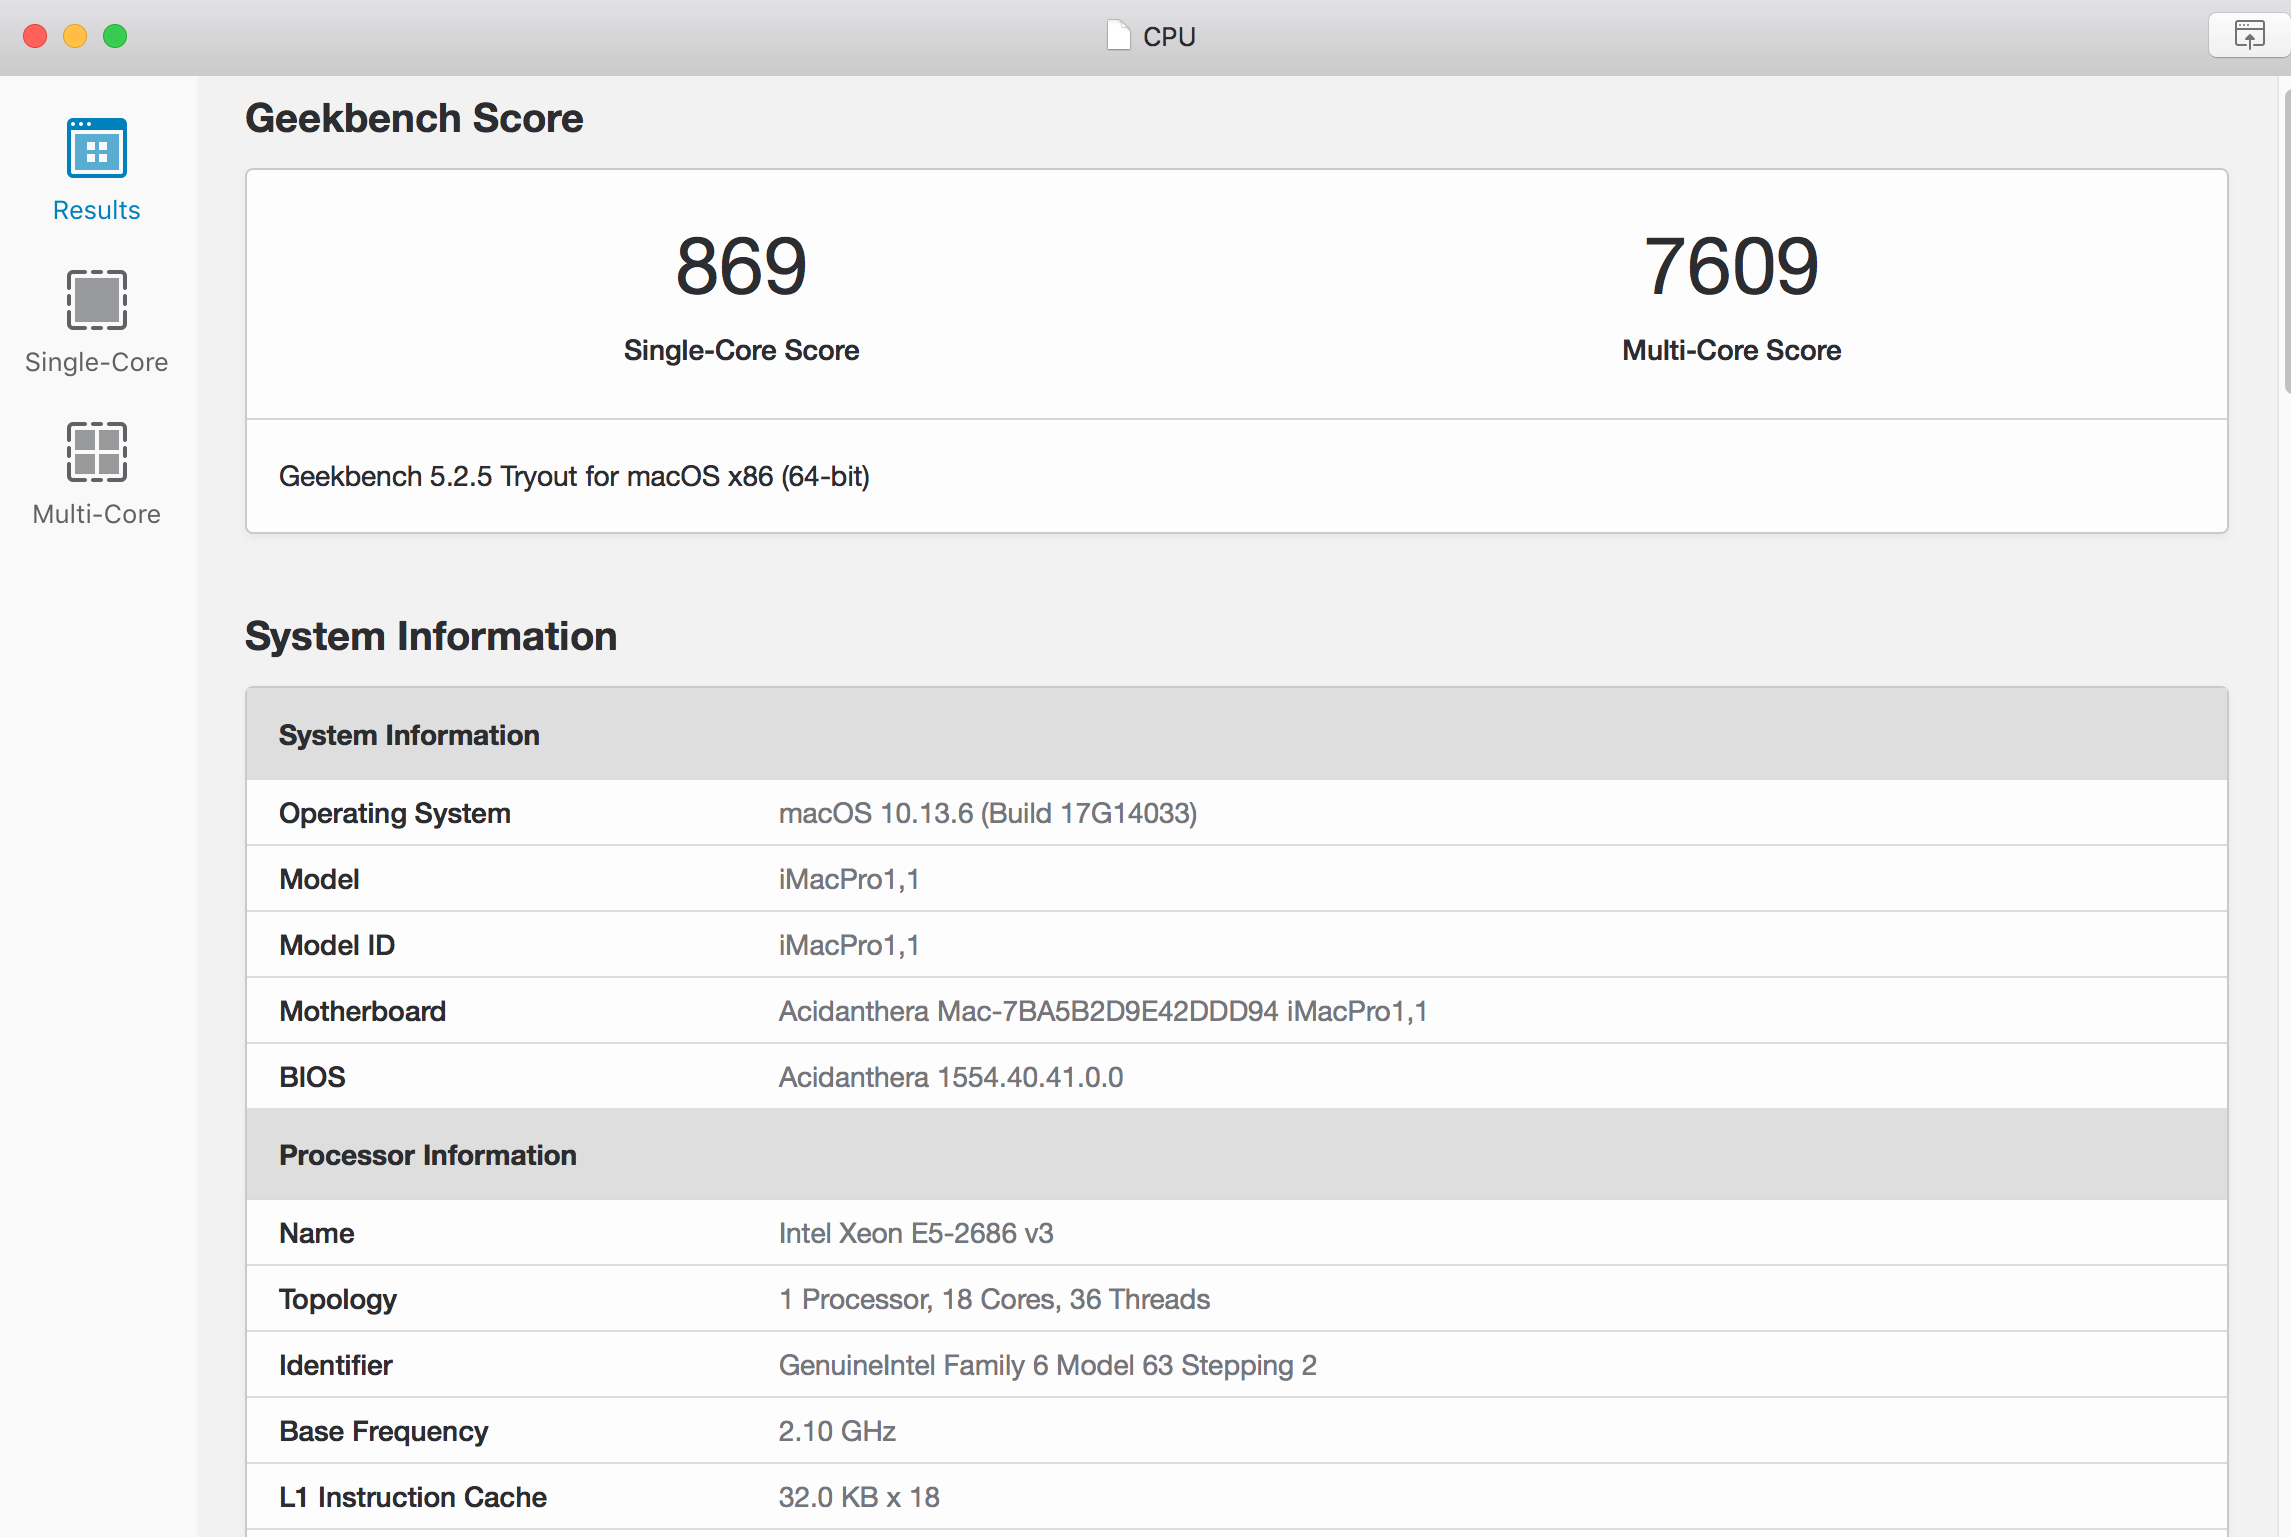 CPU
Results
Single-Core
Multi-Core
Geekbench Score
869
Single-Core Score
7609
Multi-Core Score
Geekbench 5.2.5 Tryout for macOS x86 (64-bit)
System Information
System Information
Operating System macOS 10.13.6 (Build 17G14033)
Model iMacPro1,1
Model ID iMacPro1,1
Motherboard Acidanthera Mac-7BA5B2D9E42DDD94 iMacPro1,1
BIOS Acidanthera 1554.40.41.0.0
Processor Information
Name Intel Xeon E5-2686 v3
Topology 1 Processor, 18 Cores, 36 Threads
Identifier GenuineIntel Family 6 Model 63 Stepping 2
Base Frequency 2.10 GHz
L1 Instruction Cache 32.0 KB x 18